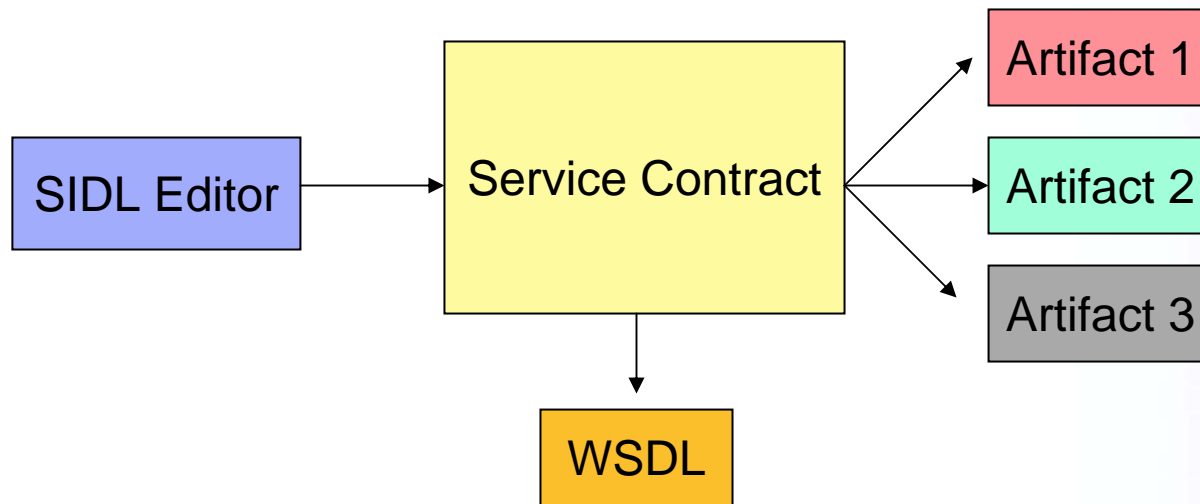 Artifact 1
SIDL Editor
Service Contract
Artifact 2
Artifact 3
WSDL